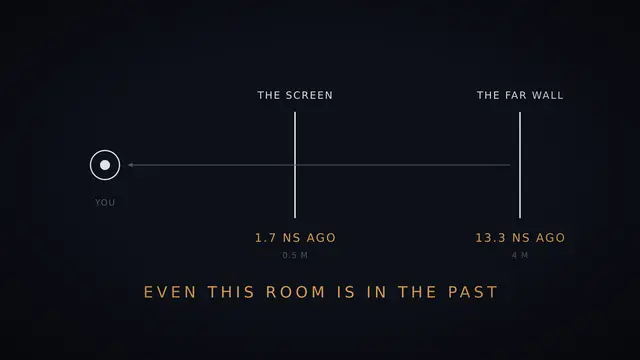 THE SCREEN
THE FAR WALL
YOU
1.7 NS AGO
13.3 NS AGO
0.5 M
4 M
EVEN THIS ROOM IS IN THE PAST